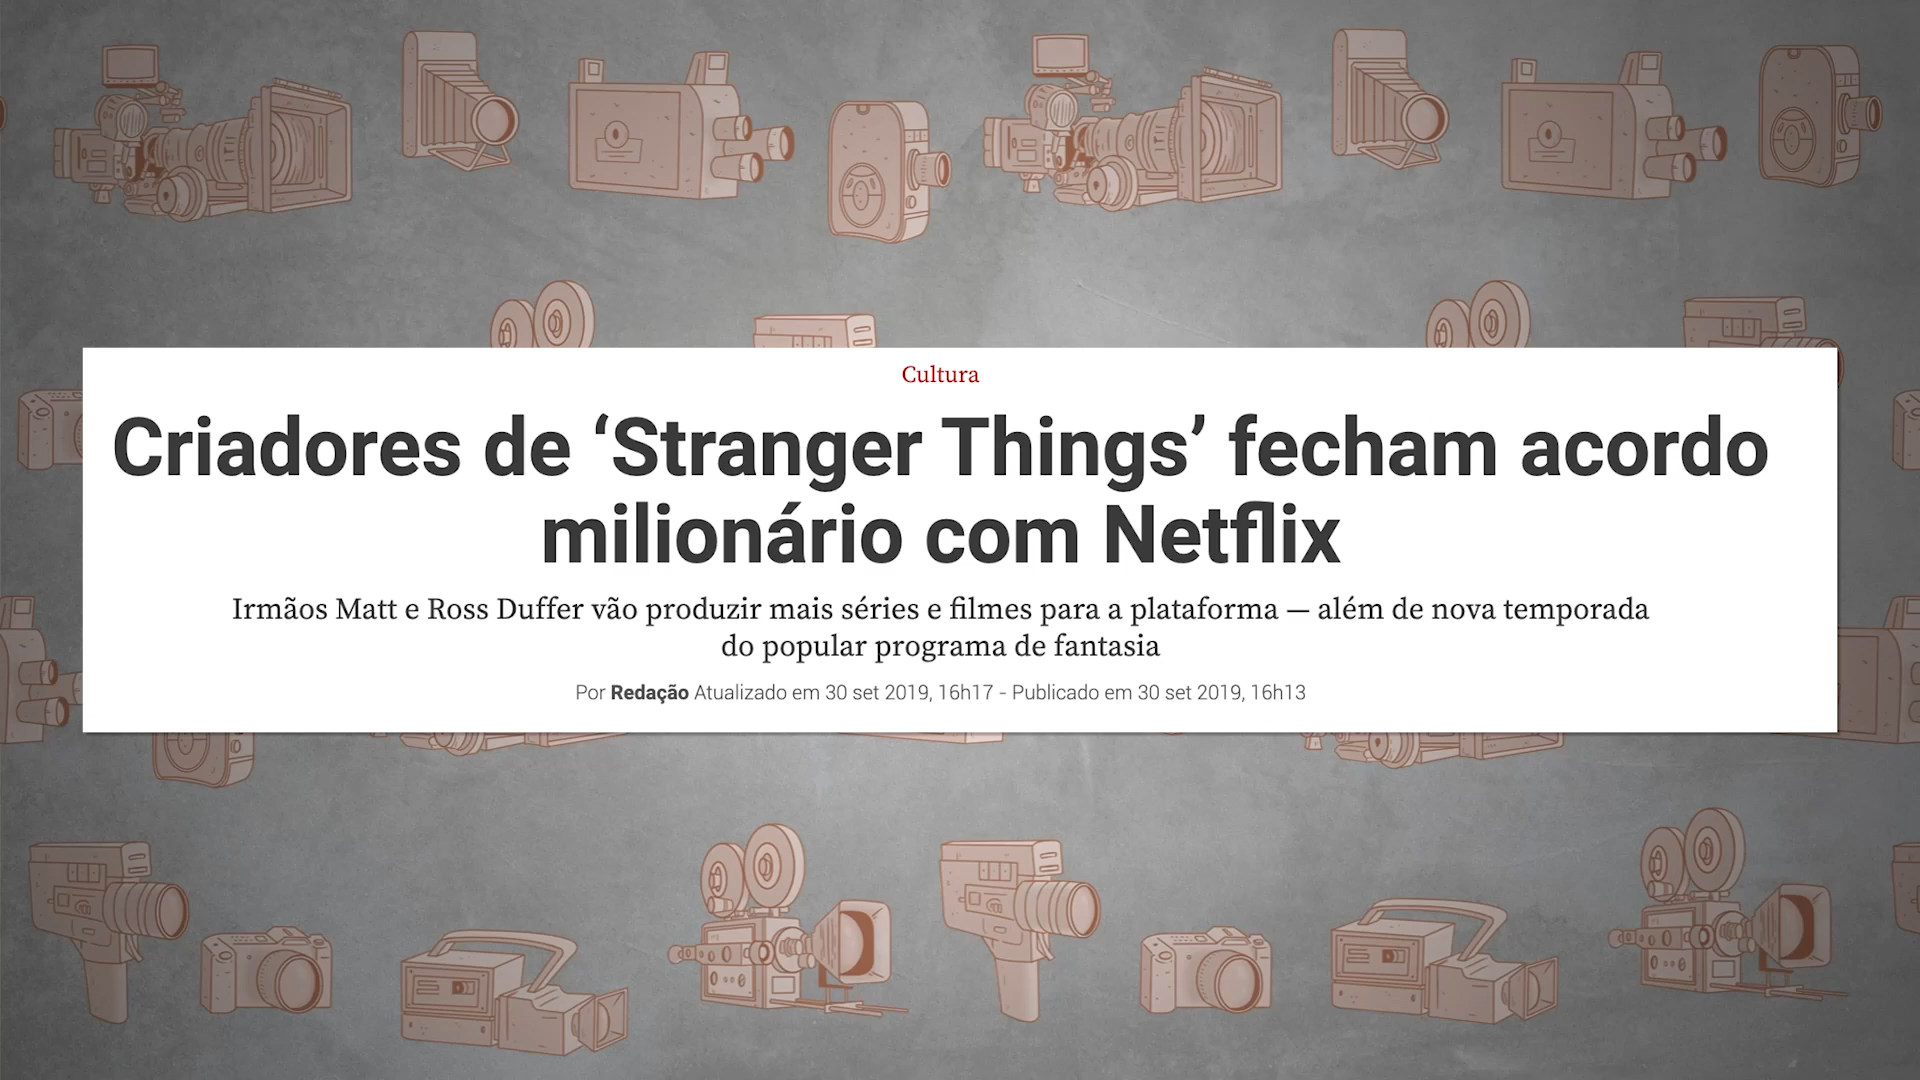 Cultura
Criadores de ‘Stranger Things’ fecham acordo
milionário com Netflix
Irmãos Matt e Ross Duffer vão produzir mais séries e filmes para a plataforma — além de nova temporada
do popular programa de fantasia
Por Redação Atualizado em 30 set 2019, 16h17 - Publicado em 30 set 2019, 16h13